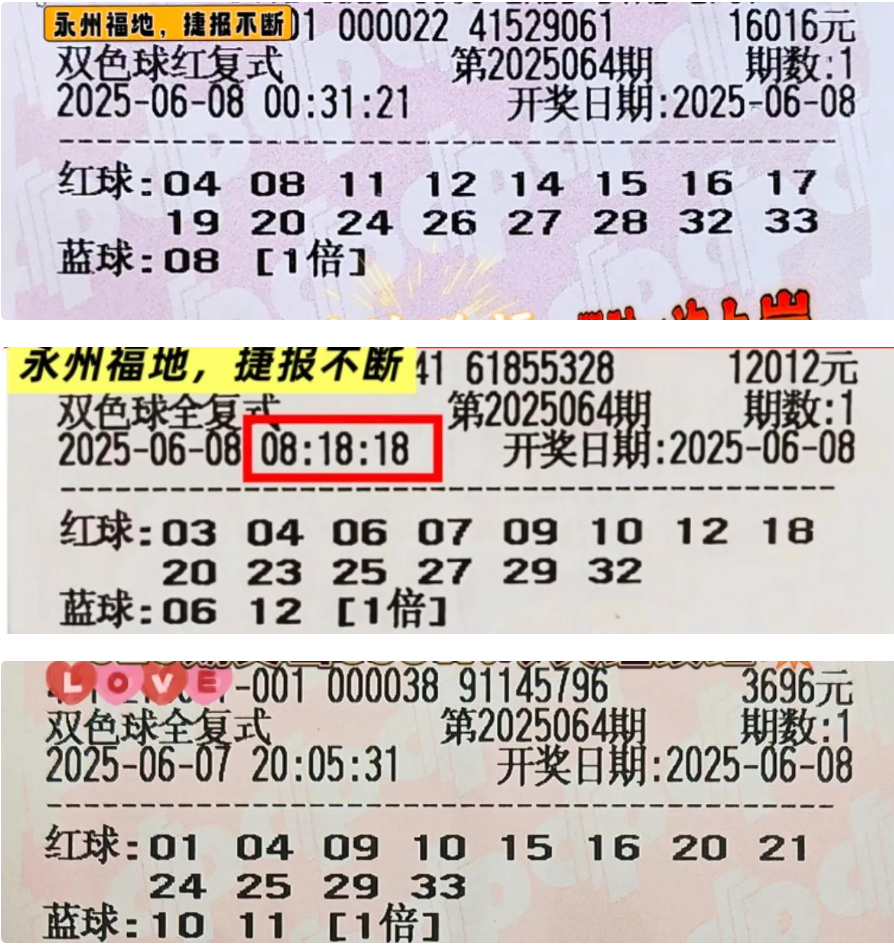 永州福地，捷报不断
01 000022 41529061 16016元
双色球红复式 第2025064期 期数:1
2025-06-08 00:31:21 开奖日期:2025-06-08
红球:04 08 11 12 14 15 16 17
19 20 24 26 27 28 32 33
蓝球:08 [1倍]
永州福地，捷报不断
41 61855328 12012元
双色球全复式 第2025064期 期数:1
2025-06-08 08:18:18 开奖日期:2025-06-08
红球:03 04 06 07 09 10 12 18
20 23 25 27 29 32
蓝球:06 12 [1倍]
LOVE
-001 000038 91145796 3696元
双色球全复式 第2025064期 期数:1
2025-06-07 20:05:31 开奖日期:2025-06-08
红球:01 04 09 10 15 16 20 21
24 25 29 33
蓝球:10 11 [1倍]